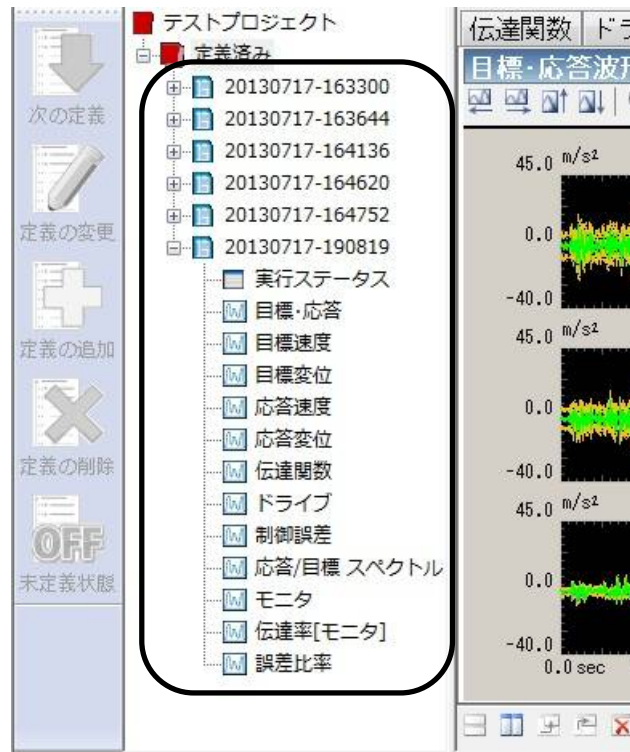 次の定義
定義の変更
定義の追加
定義の削除
OFF
未定義状態
テストプロジェクト
定義済み
20130717-163300
20130717-163644
20130717-164136
20130717-164620
20130717-164752
20130717-190819
実行ステータス
目標・応答
目標速度
目標変位
応答速度
応答変位
伝達関数
ドライブ
制御誤差
応答/目標 スペクトル
モニタ
伝達率[モニタ]
誤差比率
伝達関数 ドラ
目標・応答波形
45.0 m/s²
0.0
-40.0
45.0 m/s²
0.0
-40.0
45.0 m/s²
0.0
-40.0
0.0 sec